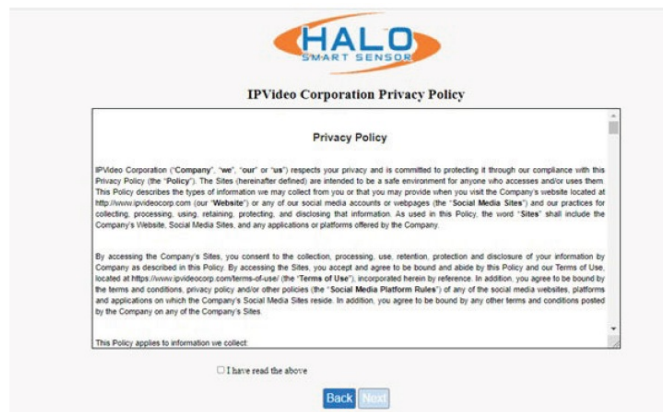 HALO
SMART SENSOR
IPVideo Corporation Privacy Policy
Privacy Policy
IPVideo Corporation ("Company", "we", "our" or "us") respects your privacy and is committed to protecting it through our compliance with this
Privacy Policy (the "Policy"). The Sites (hereinafter defined) are intended to be a safe environment for anyone who accesses and/or uses them.
This Policy describes the types of information we may collect from you or that you may provide when you visit the Company's website located at
http://www.ipvideocorp.com (our "Website") or any of our social media accounts or webpages (the "Social Media Sites") and our practices for
collecting, processing, using, retaining, protecting, and disclosing that information. As used in this Policy, the word "Sites" shall include the
Company's Website, Social Media Sites, and any applications or platforms offered by the Company.
By accessing the Company's Sites, you consent to the collection, processing, use, retention, protection and disclosure of your information by
Company as described in this Policy. By accessing the Sites, you accept and agree to be bound and abide by this Policy and our Terms of Use,
located at https://www.ipvideocorp.com/terms-of-use/ (the "Terms of Use"), incorporated herein by reference. In addition, you agree to be bound by
the terms and conditions, privacy policy and/or other policies (the "Social Media Platform Rules") of any of the social media websites, platforms
and applications on which the Company's Social Media Sites reside. In addition, you agree to be bound by any other terms and conditions posted
by the Company on any of the Company's Sites.
This Policy applies to information we collect:
I have read the above
Back Next